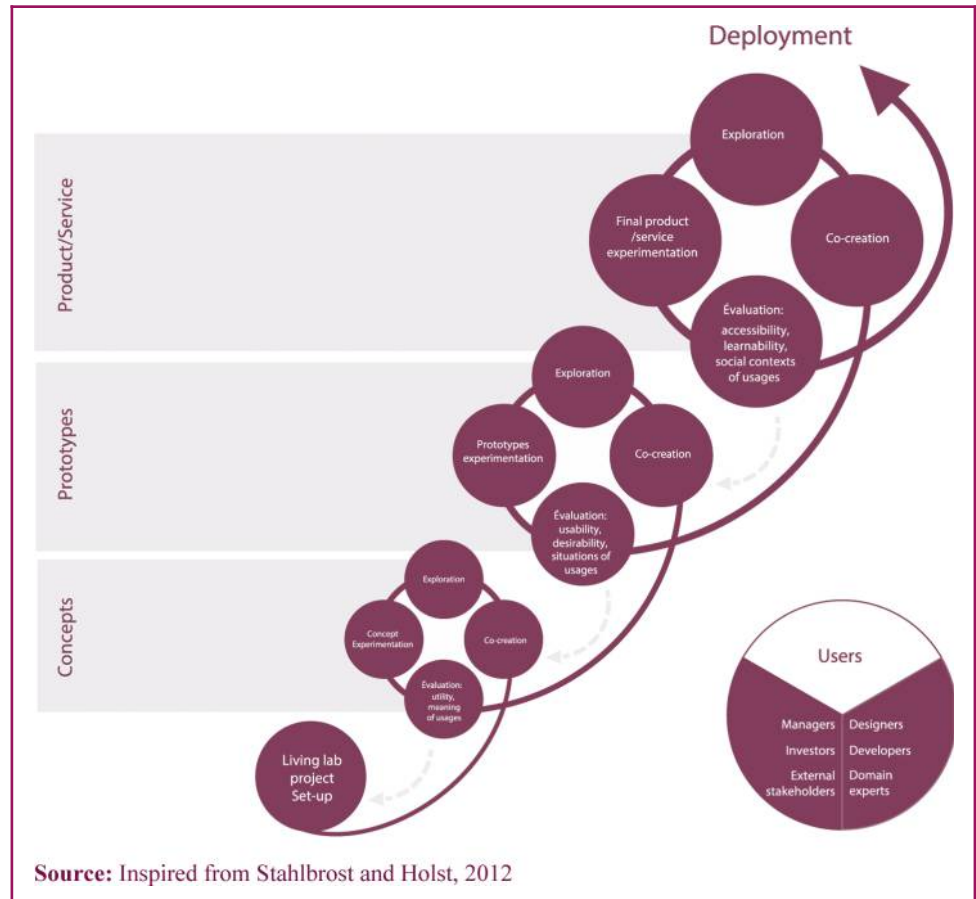 Deployment
Product/Service
Exploration
Final product
/service
experimentation
Co-creation
Évaluation:
accessibility,
learnability,
social contexts
of usages
Prototypes
Exploration
Prototypes
experimentation
Co-creation
Évaluation:
usability,
desirability,
situations of
usages
Concepts
Exploration
Concept
Experimentation
Co-creation
Évaluation:
utility,
meaning
of usages
Living lab
project
Set-up
Users
Managers
Investors
External
stakeholders
Designers
Developers
Domain
experts
Source: Inspired from Stahlbrost and Holst, 2012